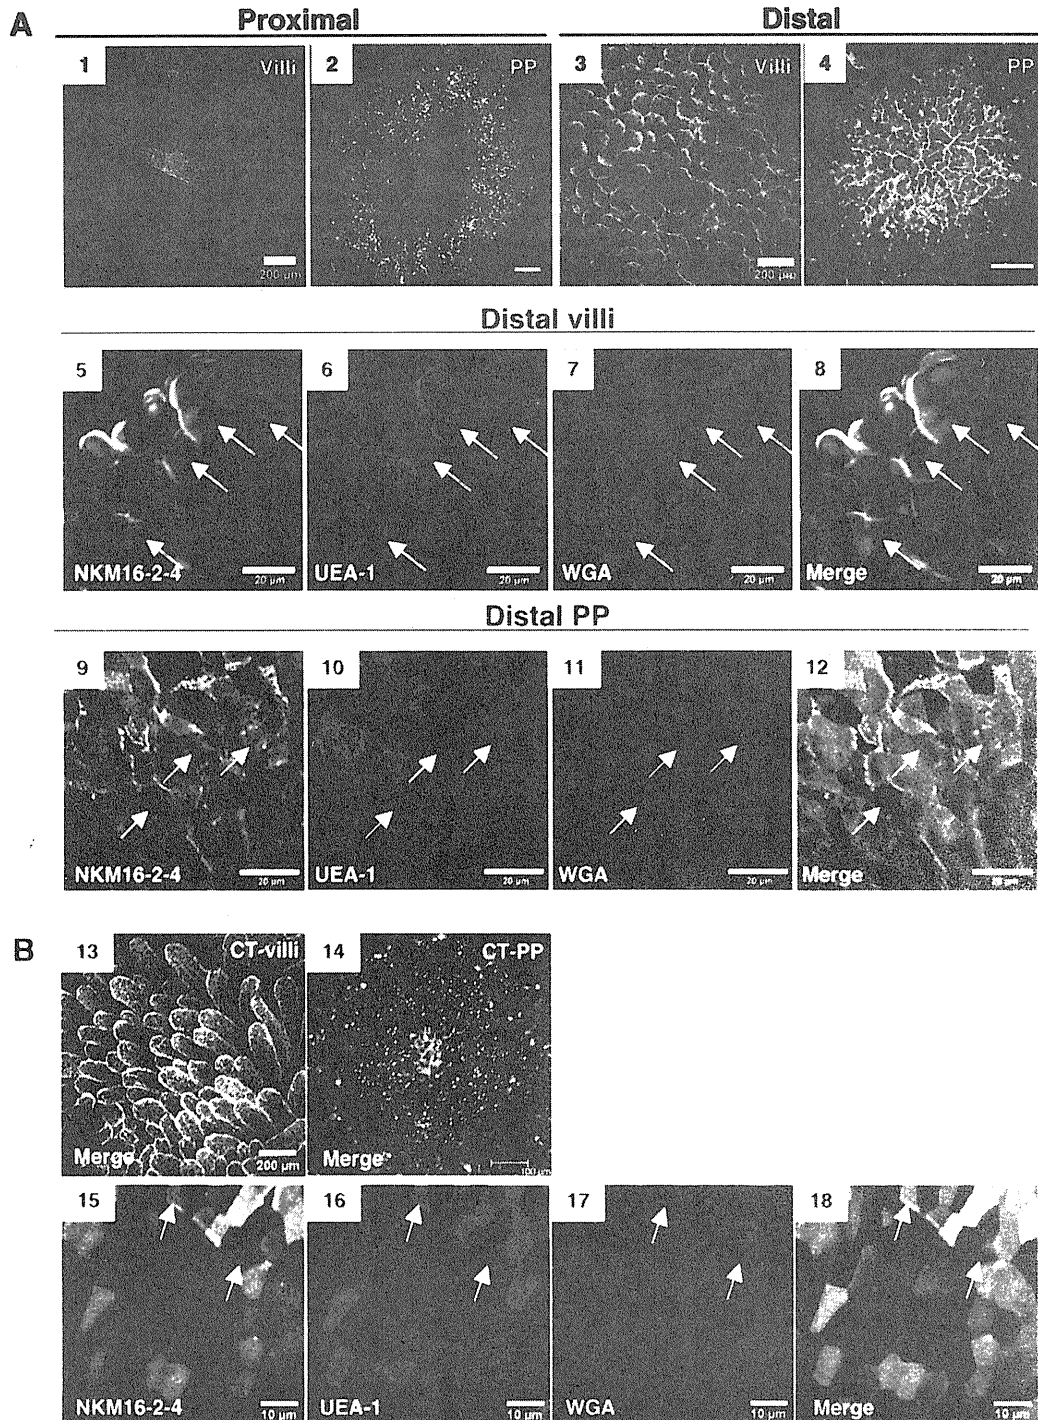 A
Proximal
Distal
1
Villi
200 µm
2
PP
3
Villi
200 µm
4
PP
Distal villi
5
NKM16-2-4
20 µm
6
UEA-1
20 µm
7
WGA
20 µm
8
Merge
20 µm
Distal PP
9
NKM16-2-4
20 µm
10
UEA-1
20 µm
11
WGA
20 µm
12
Merge
B
13
CT-villi
Merge
200 µm
14
CT-PP
Merge
100 µm
15
NKM16-2-4
10 µm
16
UEA-1
10 µm
17
WGA
10 µm
18
Merge
10 µm